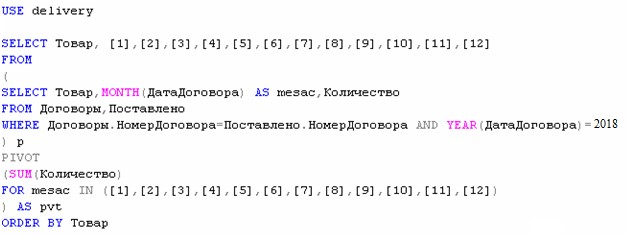 USE delivery
SELECT Товар, [1],[2],[3],[4],[5],[6],[7],[8],[9],[10],[11],[12]
FROM
(
SELECT Товар,MONTH(ДатаДоговора) AS mesac,Количество
FROM Договоры,Поставлено
WHERE Договоры.НомерДоговора=Поставлено.НомерДоговора AND YEAR(ДатаДоговора)=2018
) p
PIVOT
(SUM(Количество)
FOR mesac IN ([1],[2],[3],[4],[5],[6],[7],[8],[9],[10],[11],[12])
) AS pvt
ORDER BY Товар